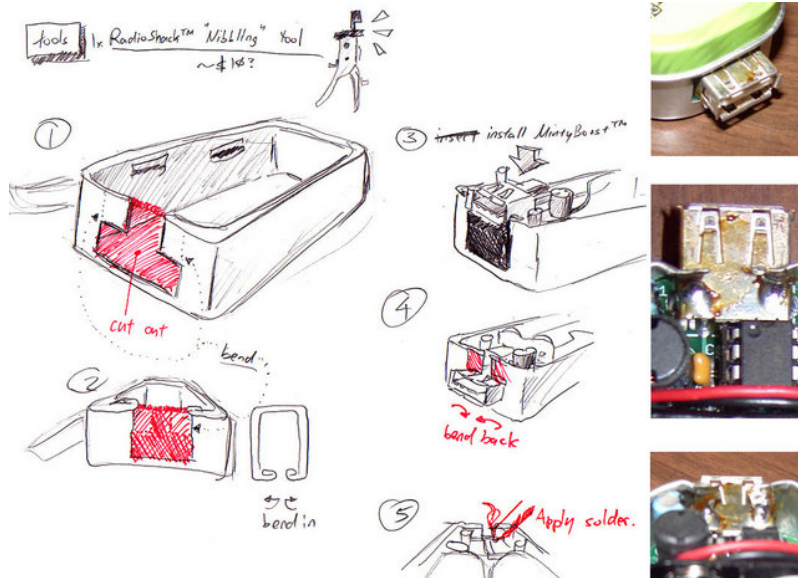 tools 1x RadioShack™ "Nibbling" tool
~$10?
①
cut out
bend
②
bend in
③ insert install MintyBoost™
④
bend back
⑤
Apply solder.